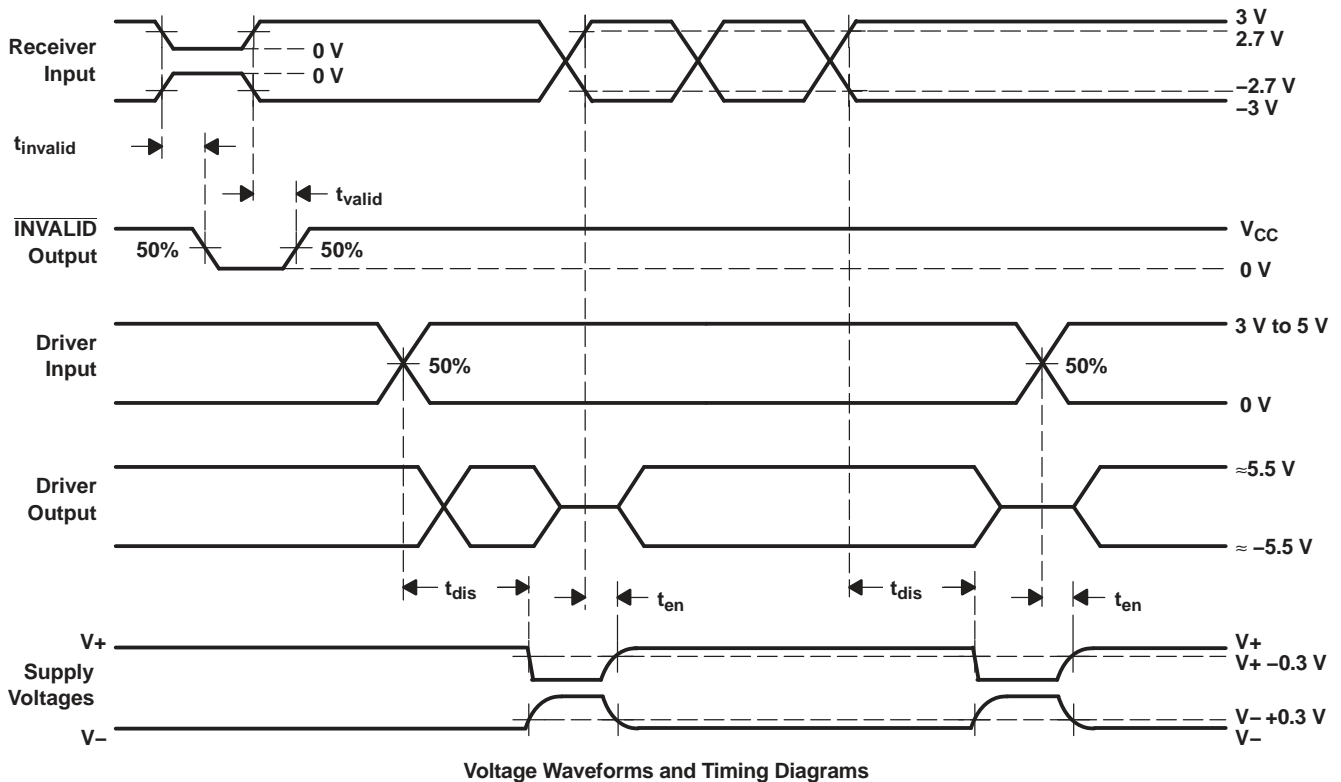 Receiver
Input
0 V
0 V
3 V
2.7 V
−2.7 V
−3 V
tinvalid
tvalid
INVALID
Output
50%
50%
VCC
0 V
Driver
Input
50%
50%
3 V to 5 V
0 V
Driver
Output
≈5.5 V
≈ −5.5 V
tdis
ten
tdis
ten
Supply
Voltages
V+
V−
V+
V+ −0.3 V
V− +0.3 V
V−
Voltage Waveforms and Timing Diagrams